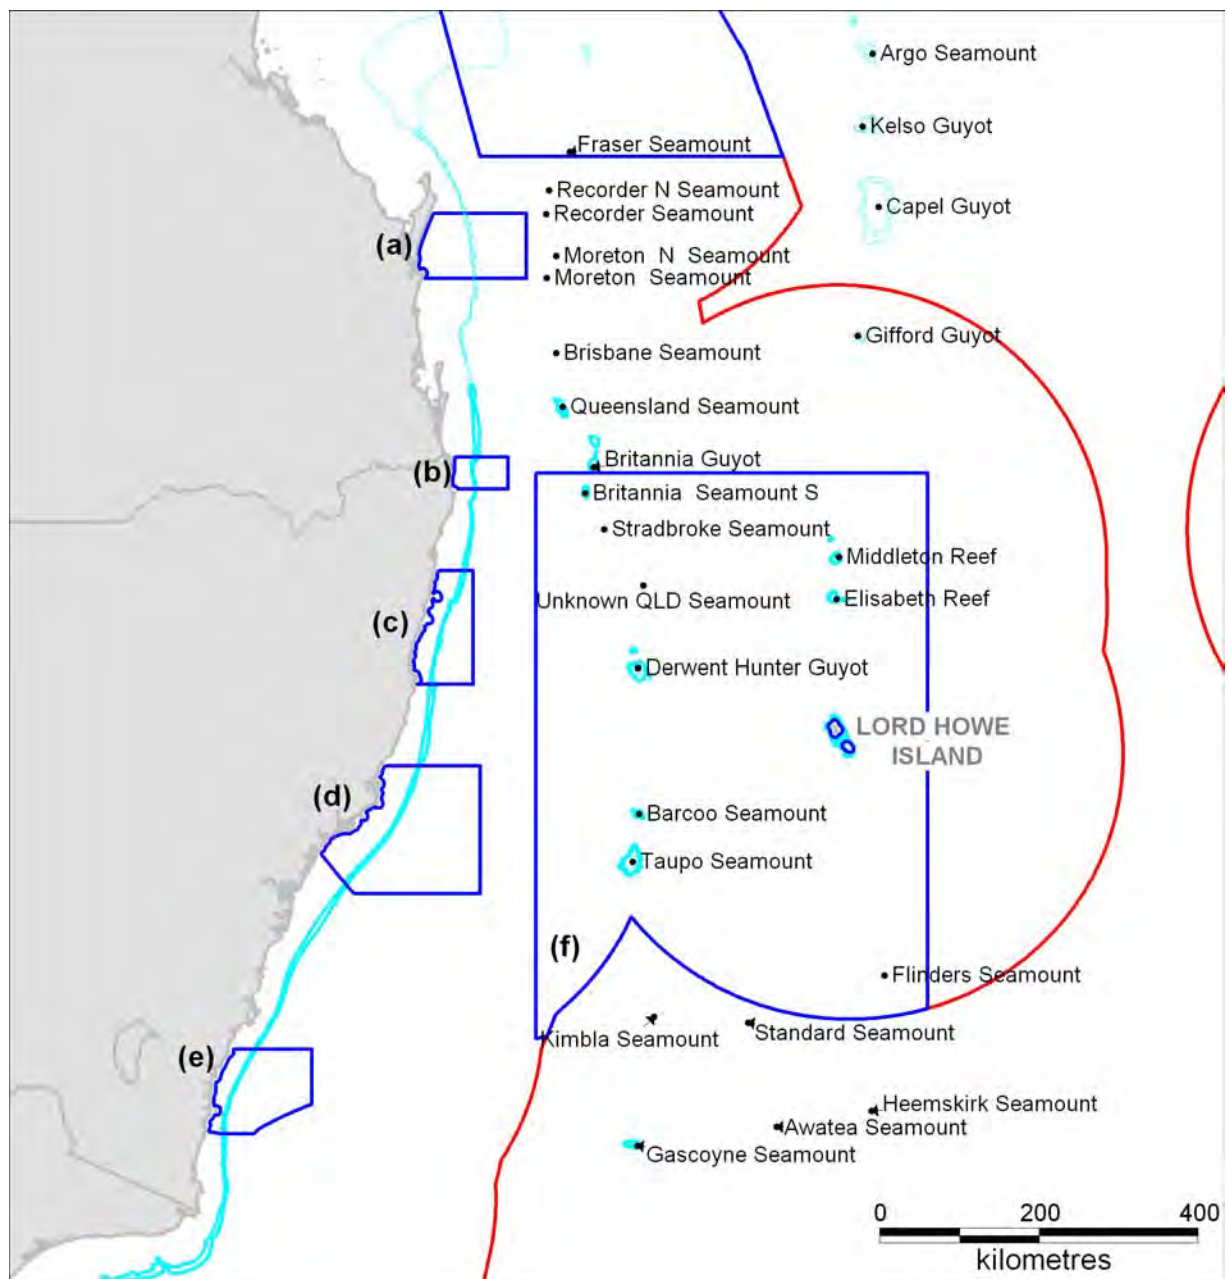 Argo Seamount
Kelso Guyot
Fraser Seamount
Recorder N Seamount
Capel Guyot
Recorder Seamount
(a)
Moreton N Seamount
Moreton Seamount
Gifford Guyot
Brisbane Seamount
Queensland Seamount
Britannia Guyot
(b)
Britannia Seamount S
Stradbroke Seamount
Middleton Reef
Unknown QLD Seamount
Elisabeth Reef
(c)
Derwent Hunter Guyot
LORD HOWE
ISLAND
(d)
Barcoo Seamount
Taupo Seamount
(f)
Flinders Seamount
Kimbla Seamount
Standard Seamount
(e)
Heemskirk Seamount
Awatea Seamount
Gascoyne Seamount
0 200 400
kilometres